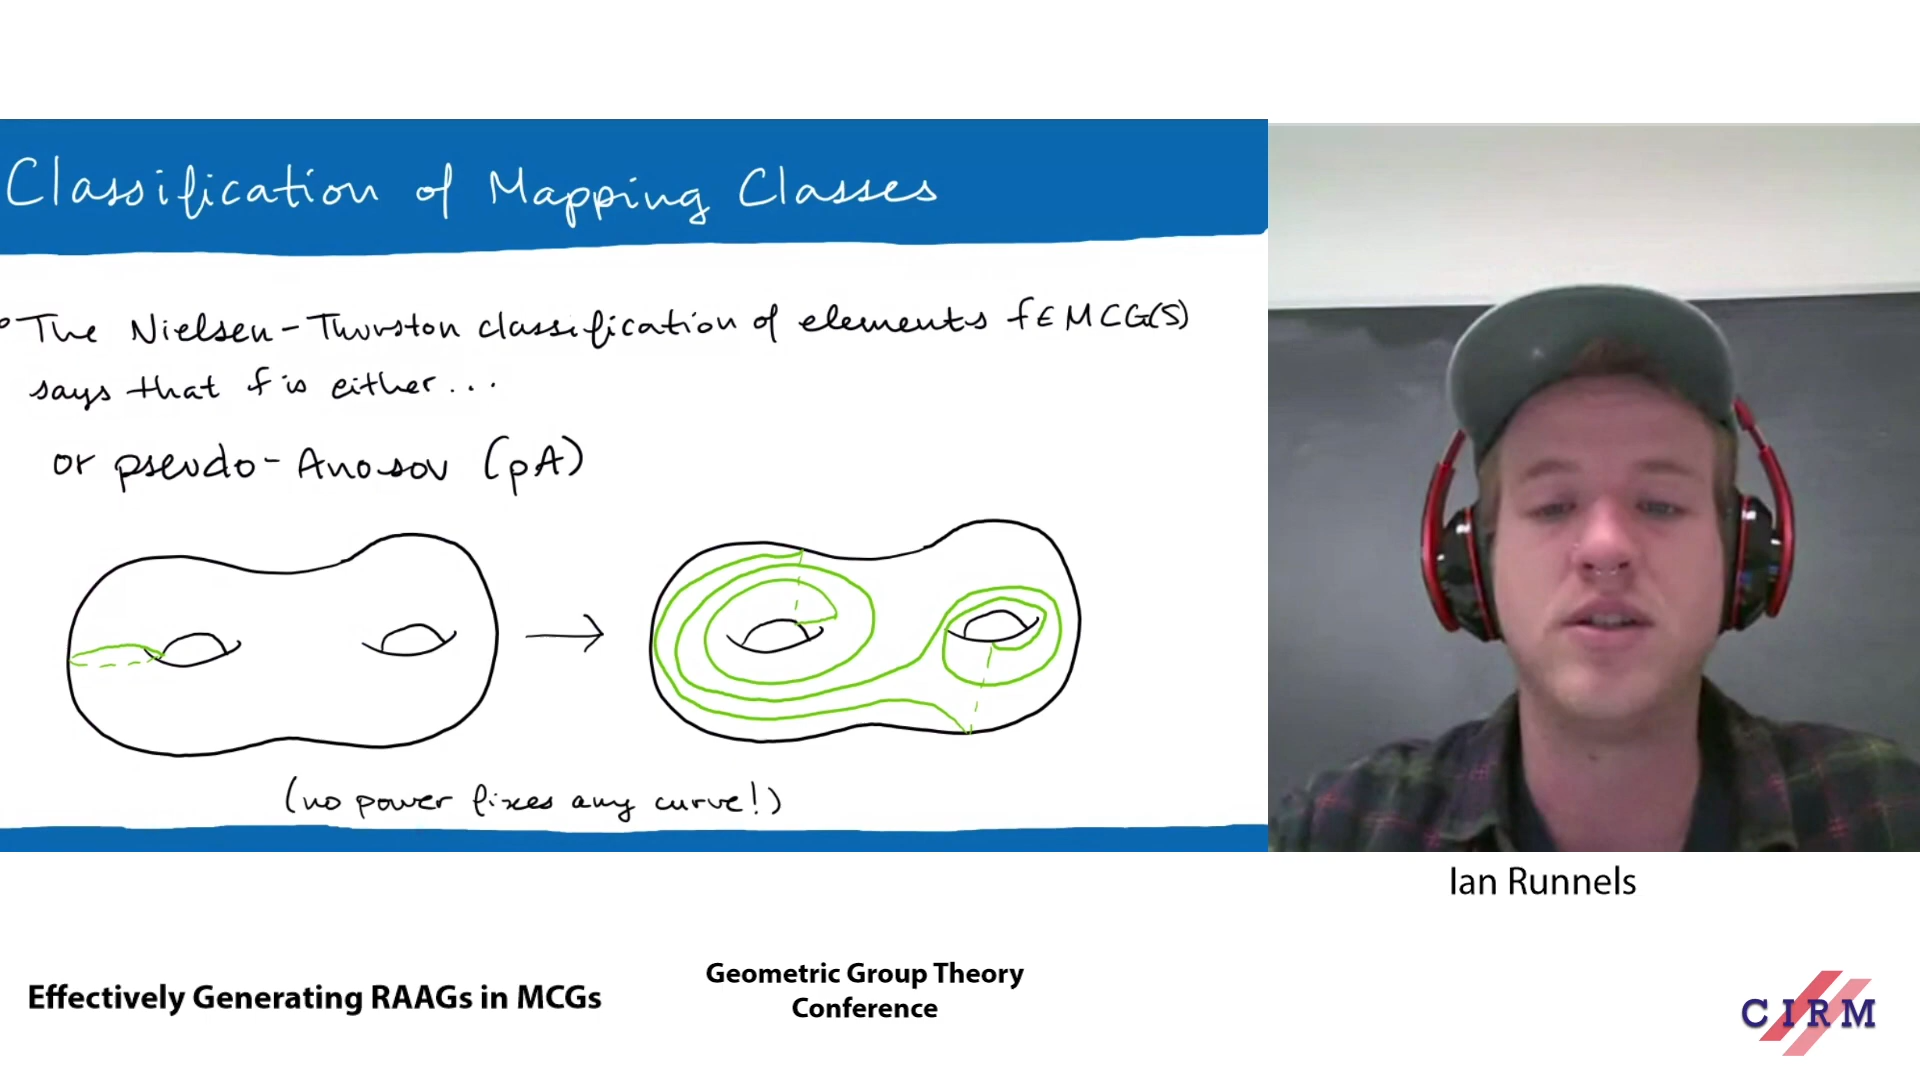 Classification of Mapping Classes
• The Nielsen-Thurston classification of elements f ∈ MCG(S)
says that f is either...
or pseudo-Anosov (pA)
(no power fixes any curve!)
Ian Runnels
Effectively Generating RAAGs in MCGs
Geometric Group Theory
Conference
CIRM